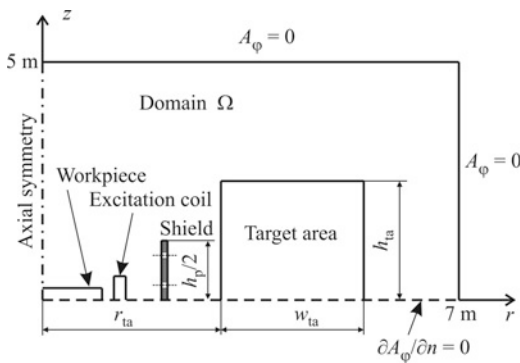 z
A_φ = 0
5 m
Domain Ω
Axial symmetry
A_φ = 0
Workpiece
Excitation coil
Shield
Target area
h_p/2
h_ta
r_ta
w_ta
7 m
r
∂A_φ/∂n = 0